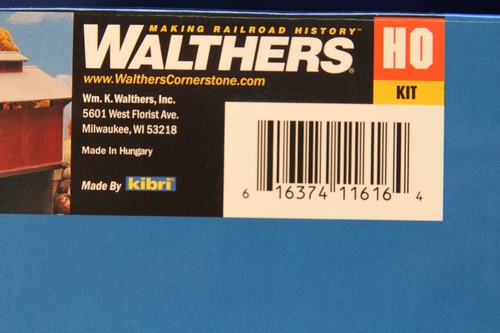 MAKING RAILROAD HISTORY™
WALTHERS®
HO
www.WalthersCornerstone.com
KIT
Wm. K. Walthers, Inc.
5601 West Florist Ave.
Milwaukee, WI 53218
Made In Hungary
Made By kibri
6 16374 11616 4